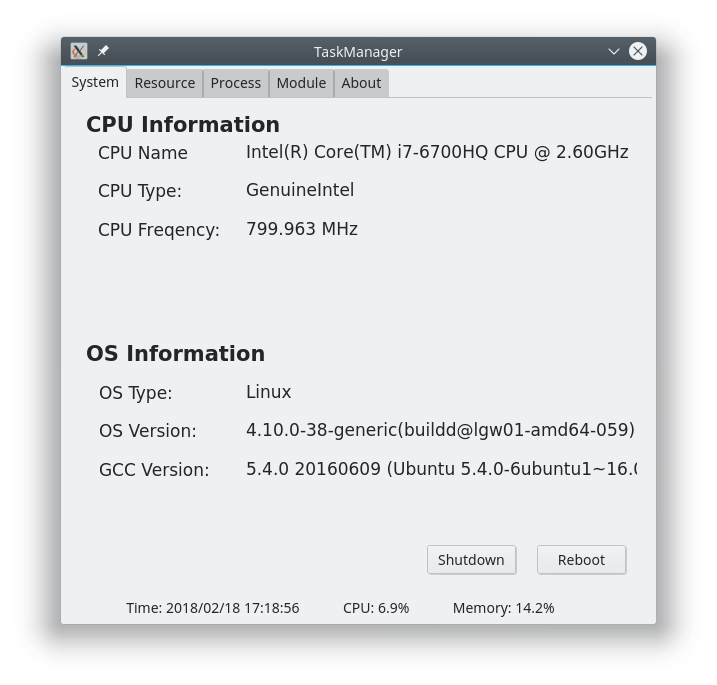 TaskManager
System Resource Process Module About
CPU Information
CPU Name Intel(R) Core(TM) i7-6700HQ CPU @ 2.60GHz
CPU Type: GenuineIntel
CPU Freqency: 799.963 MHz
OS Information
OS Type: Linux
OS Version: 4.10.0-38-generic(buildd@lgw01-amd64-059)
GCC Version: 5.4.0 20160609 (Ubuntu 5.4.0-6ubuntu1~16.0
Shutdown Reboot
Time: 2018/02/18 17:18:56 CPU: 6.9% Memory: 14.2%